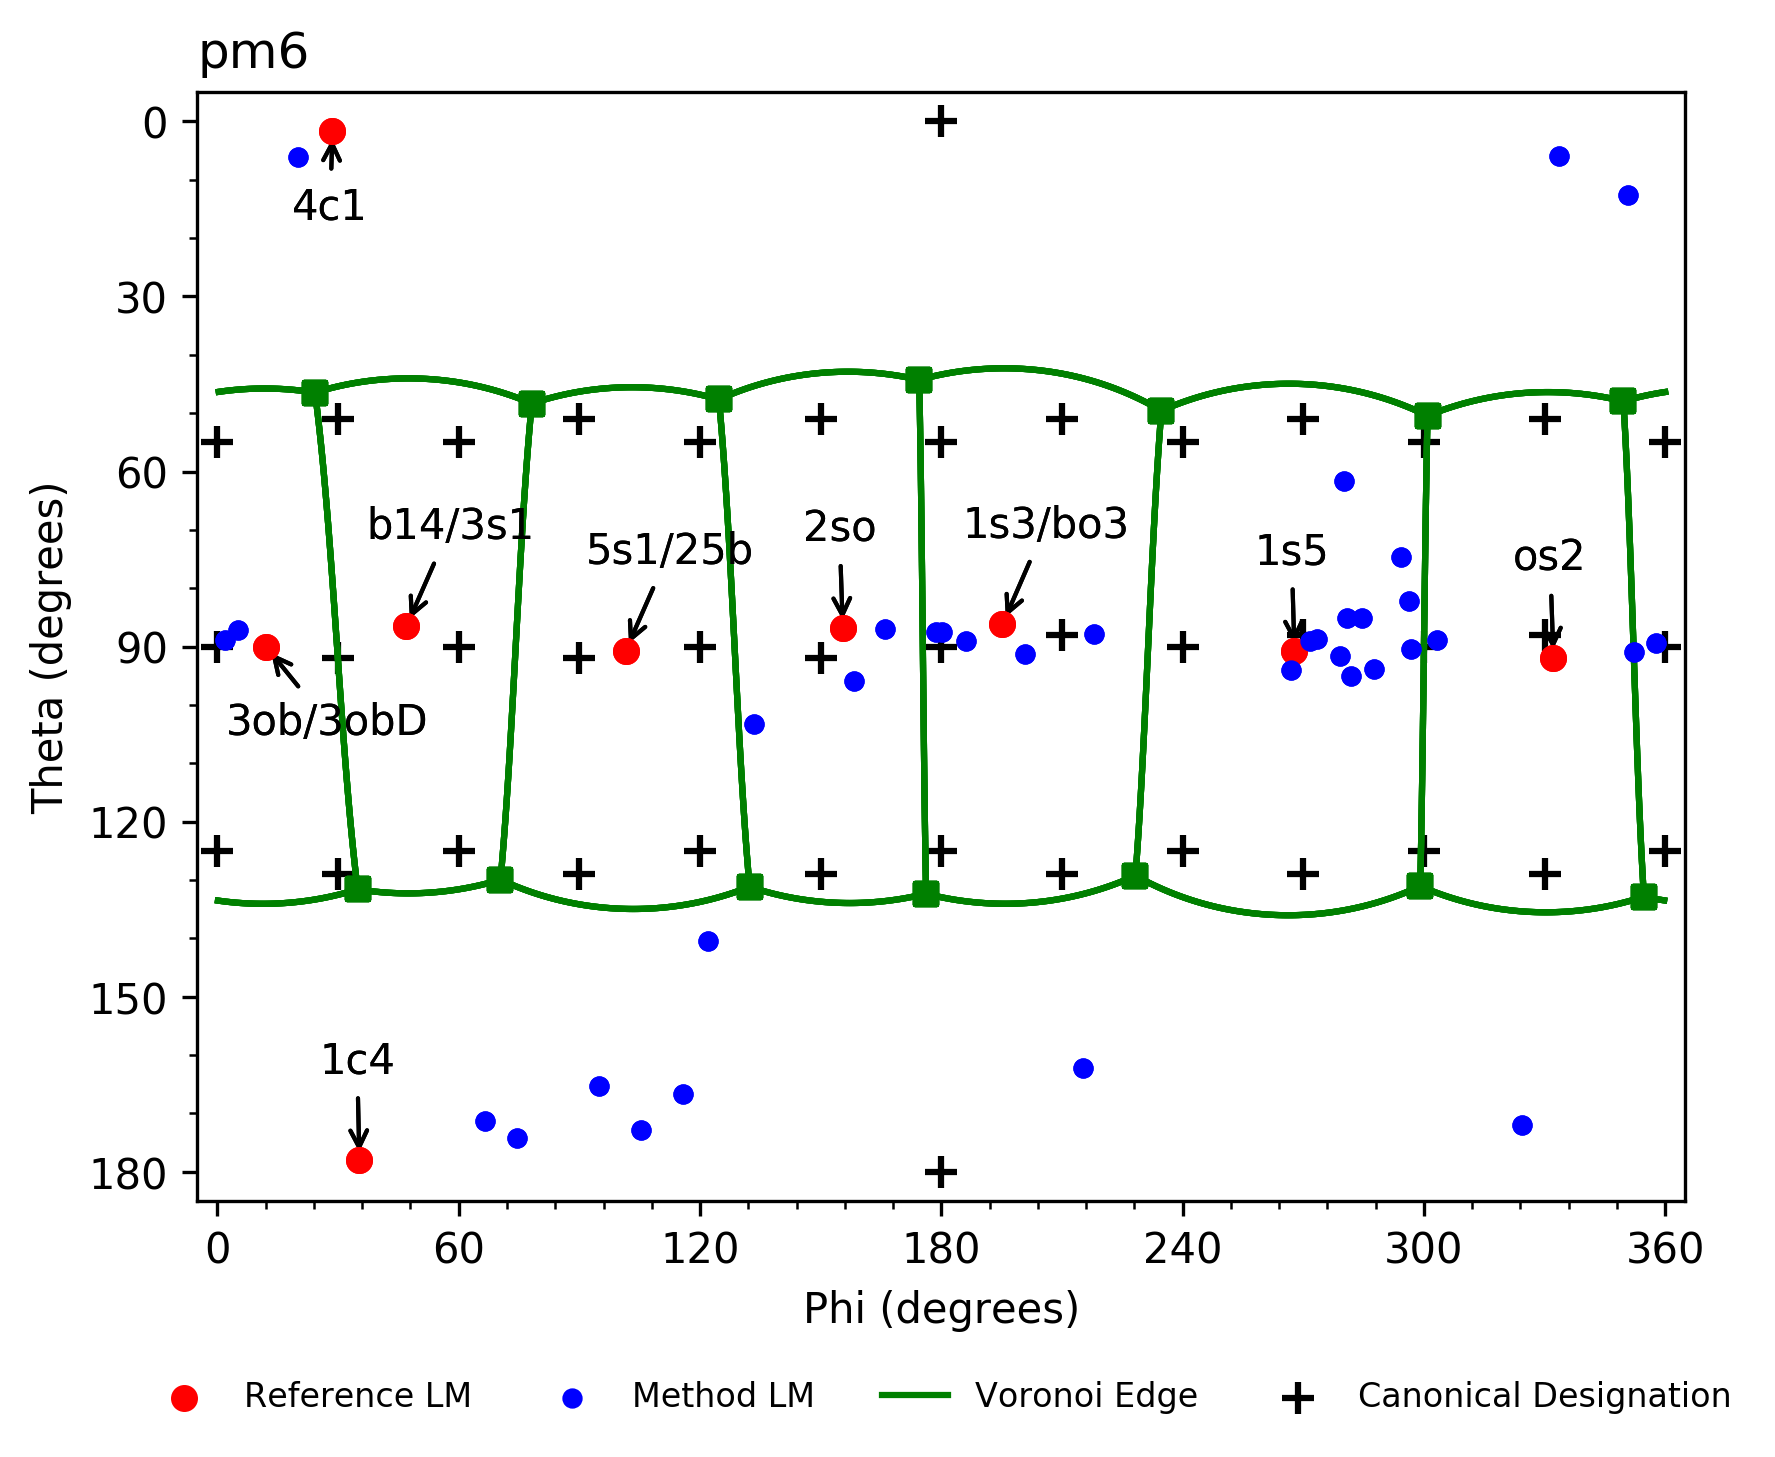 pm6
0
30
60
90
120
150
180
Theta (degrees)
4c1
b14/3s1
5s1/25b
2so
1s3/bo3
1s5
os2
3ob/3obD
1c4
0 60 120 180 240 300 360
Phi (degrees)
Reference LM Method LM Voronoi Edge Canonical Designation